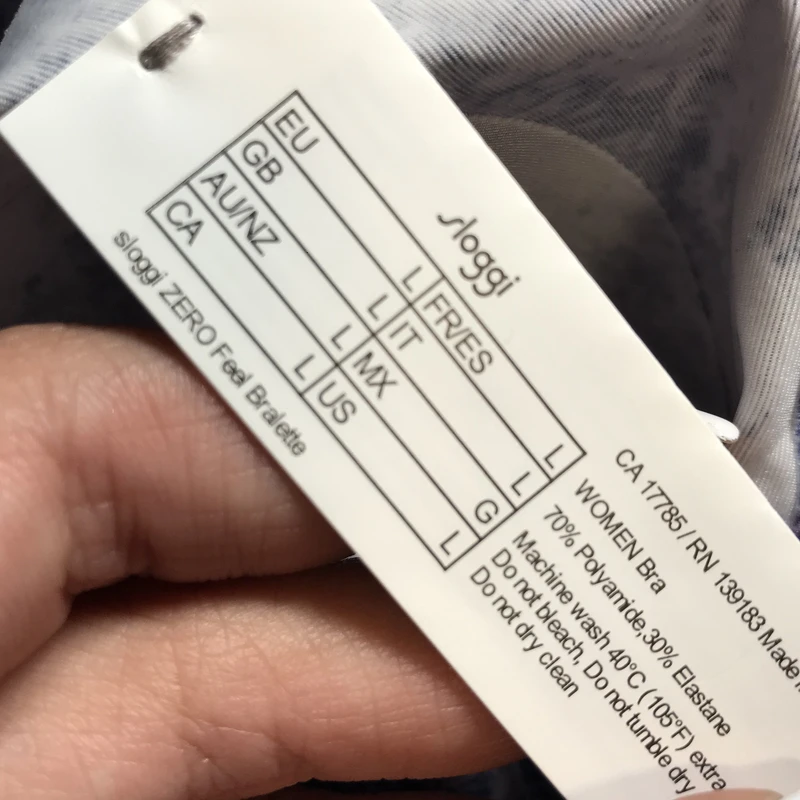 sloggi
EU L FR/ES L
GB L IT L
AU/NZ L MX G
CA L US L
sloggi ZERO Feel Bralette
CA 17785 / RN 139183 Made
WOMEN Bra
70% Polyamide,30% Elastane
Machine wash 40°C (105°F) extra
Do not bleach, Do not tumble dry
Do not dry clean